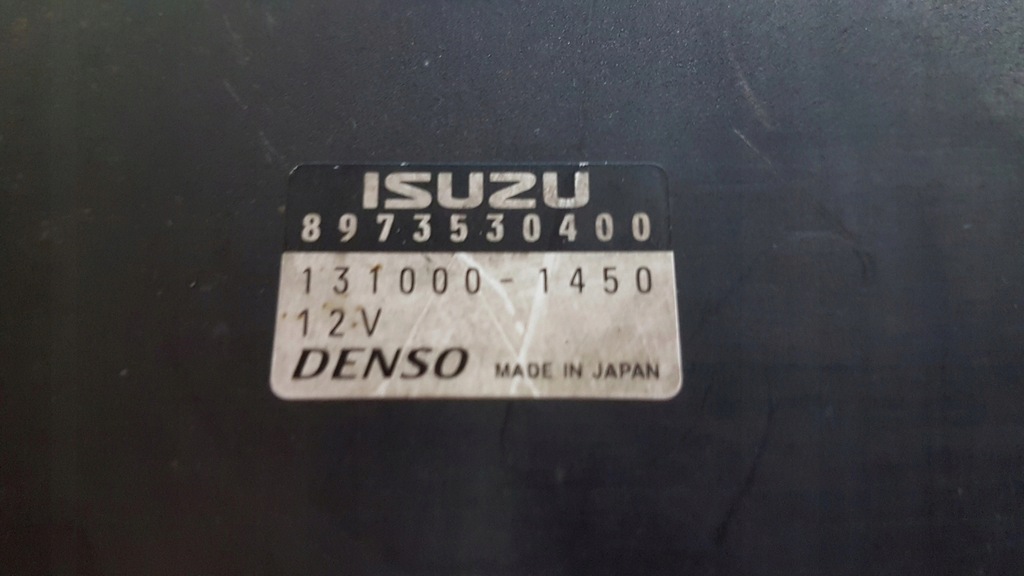 ISUZU
8973530400
131000-1450
12V
DENSO MADE IN JAPAN